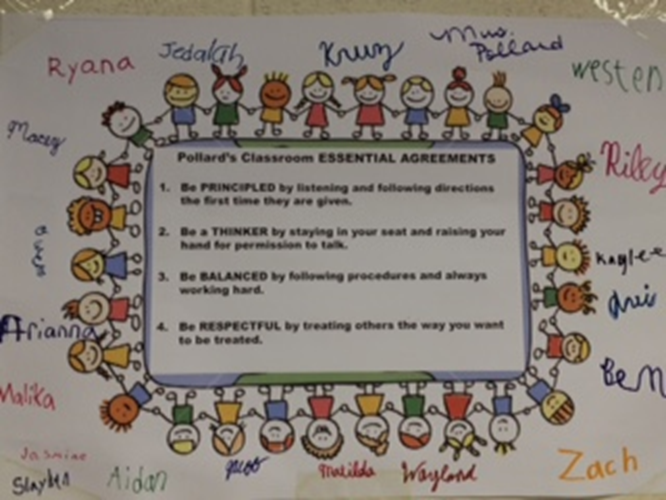 Ryana
Jedaiah
Kruz
Mrs. Pollard
westen
Macey
Riley
Kaylee
Owen
Arianna
Ben
Malika
Jasmine
Aidan
Jacob
Matilda
Wayland
Zach
Pollard's Classroom ESSENTIAL AGREEMENTS
1. Be PRINCIPLED by listening and following directions
the first time they are given.
2. Be a THINKER by staying in your seat and raising your
hand for permission to talk.
3. Be BALANCED by following procedures and always
working hard.
4. Be RESPECTFUL by treating others the way you want
to be treated.